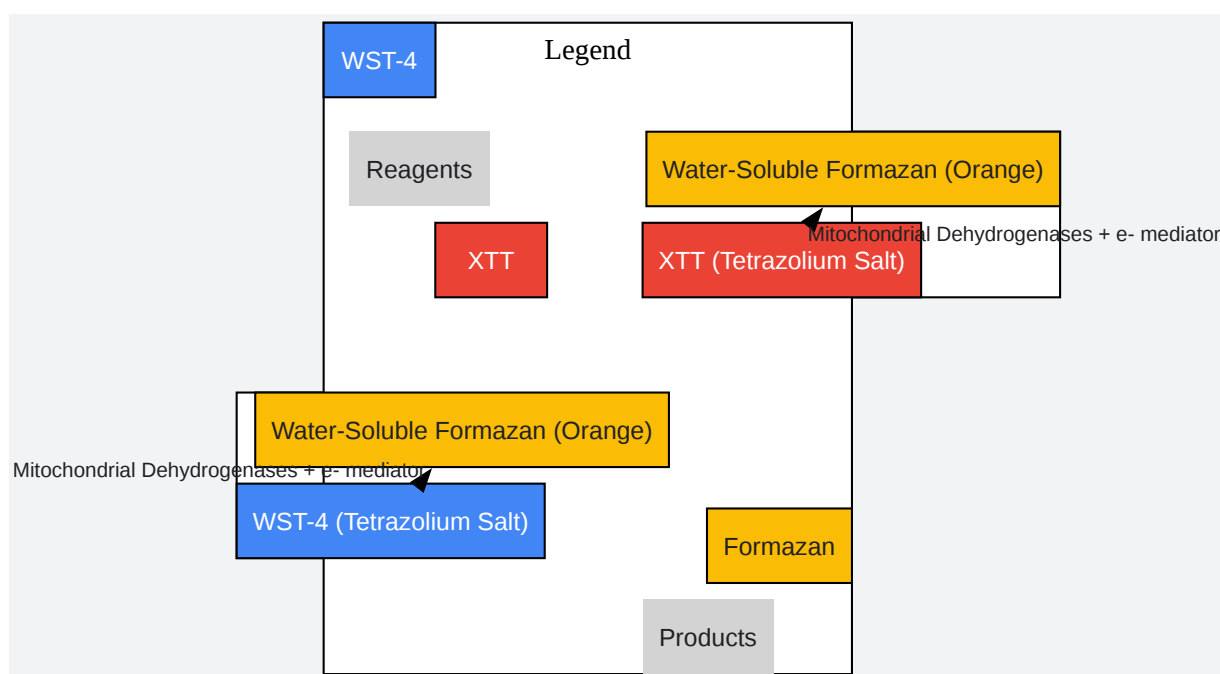 Legend
WST-4
Reagents
Water-Soluble Formazan (Orange)
Mitochondrial Dehydrogenases + e- mediator
XTT
XTT (Tetrazolium Salt)
Water-Soluble Formazan (Orange)
Mitochondrial Dehydrogenases + e- mediator
WST-4 (Tetrazolium Salt)
Formazan
Products